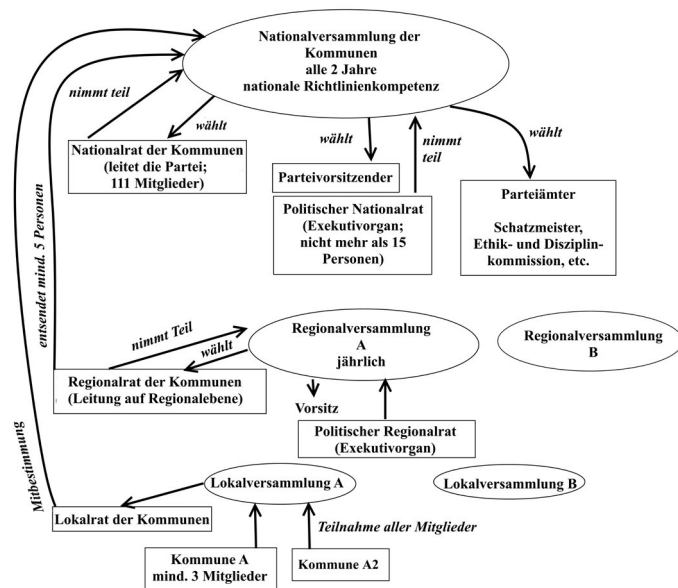 Nationalversammlung der
Kommunen
alle 2 Jahre
nationale Richtlinienkompetenz
nimmt teil
wählt
Nationalrat der Kommunen
(leitet die Partei;
111 Mitglieder)
wählt
nimmt
teil
wählt
Parteivorsitzender
Politischer Nationalrat
(Exekutivorgan;
nicht mehr als 15
Personen)
Parteiämter
Schatzmeister,
Ethik- und Disziplin-
kommission, etc.
entsendet mind. 5 Personen
nimmt Teil
wählt
Regionalversammlung
A
jährlich
Regionalversammlung
B
Regionalrat der Kommunen
(Leitung auf Regionalebene)
Vorsitz
Politischer Regionalrat
(Exekutivorgan)
Mitbestimmung
Lokalversammlung A
Lokalversammlung B
Lokalrat der Kommunen
Teilnahme aller Mitglieder
Kommune A
mind. 3 Mitglieder
Kommune A2